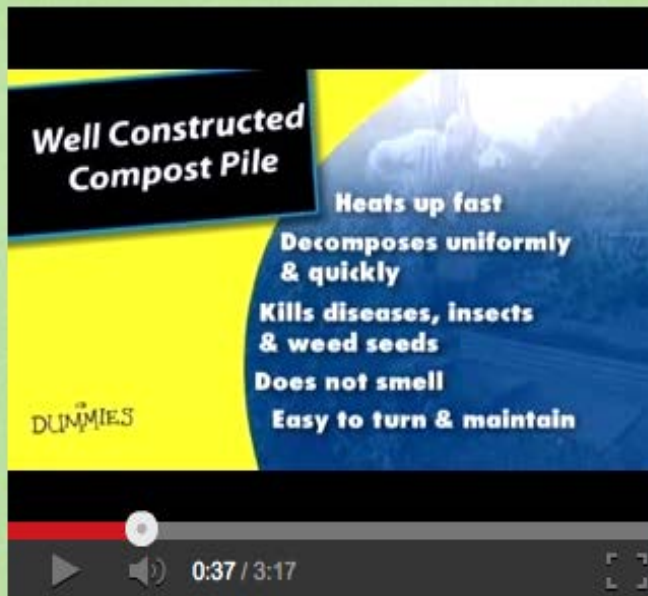 Well Constructed
Compost Pile
Heats up fast
Decomposes uniformly
& quickly
Kills diseases, insects
& weed seeds
Does not smell
Easy to turn & maintain
DUMMIES
0:37 / 3:17